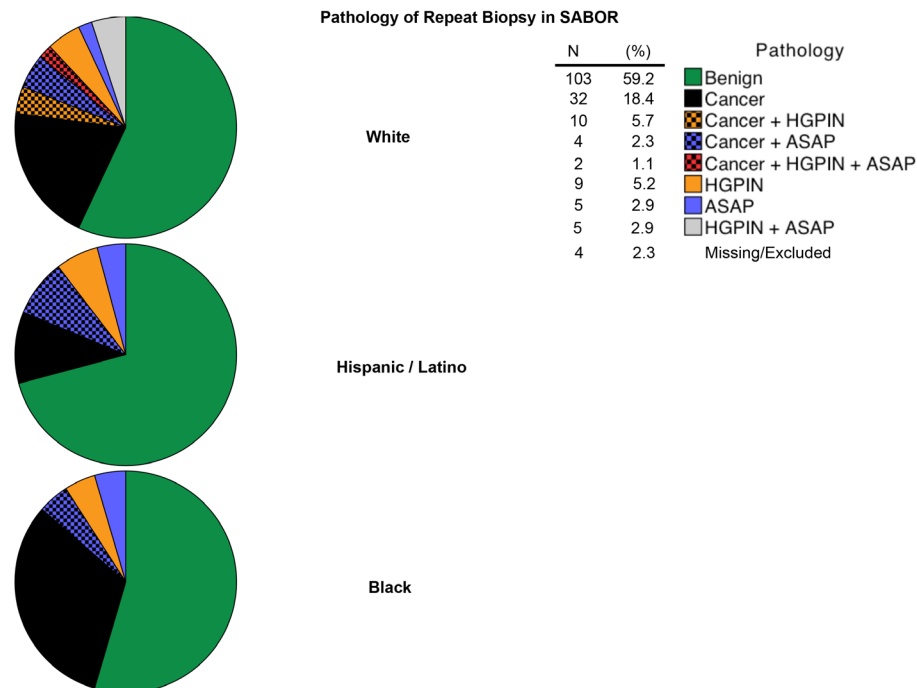 Pathology of Repeat Biopsy in SABOR
N (%) Pathology
103 59.2 Benign
32 18.4 Cancer
10 5.7 Cancer + HGPIN
4 2.3 Cancer + ASAP
2 1.1 Cancer + HGPIN + ASAP
9 5.2 HGPIN
5 2.9 ASAP
5 2.9 HGPIN + ASAP
4 2.3 Missing/Excluded
White
Hispanic / Latino
Black